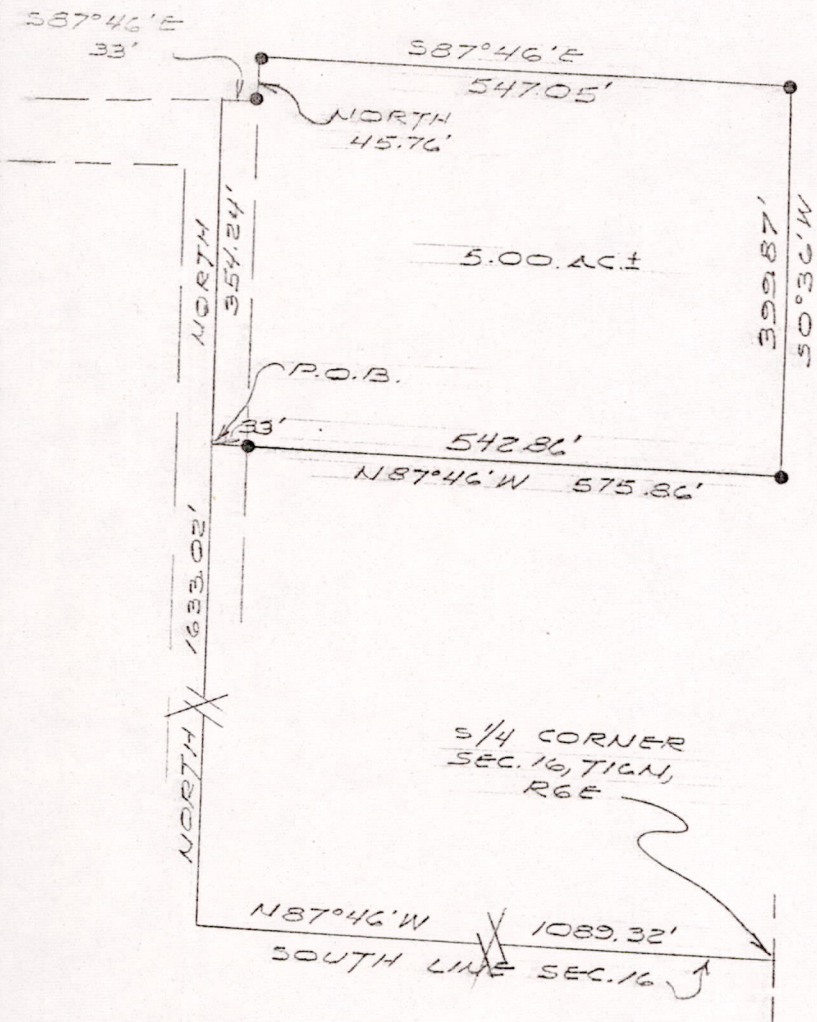 S87°46'E
33'
S87°46'E
547.05'
NORTH
45.76'
NORTH
354.24'
5.00 AC.±
399.87'
S0°36'W
P.O.B.
33'
542.86'
N87°46'W 575.86'
1633.02'
NORTH
S 1/4 CORNER
SEC. 16, T16N,
R6E
N87°46'W
1089.32'
SOUTH LINE SEC. 16